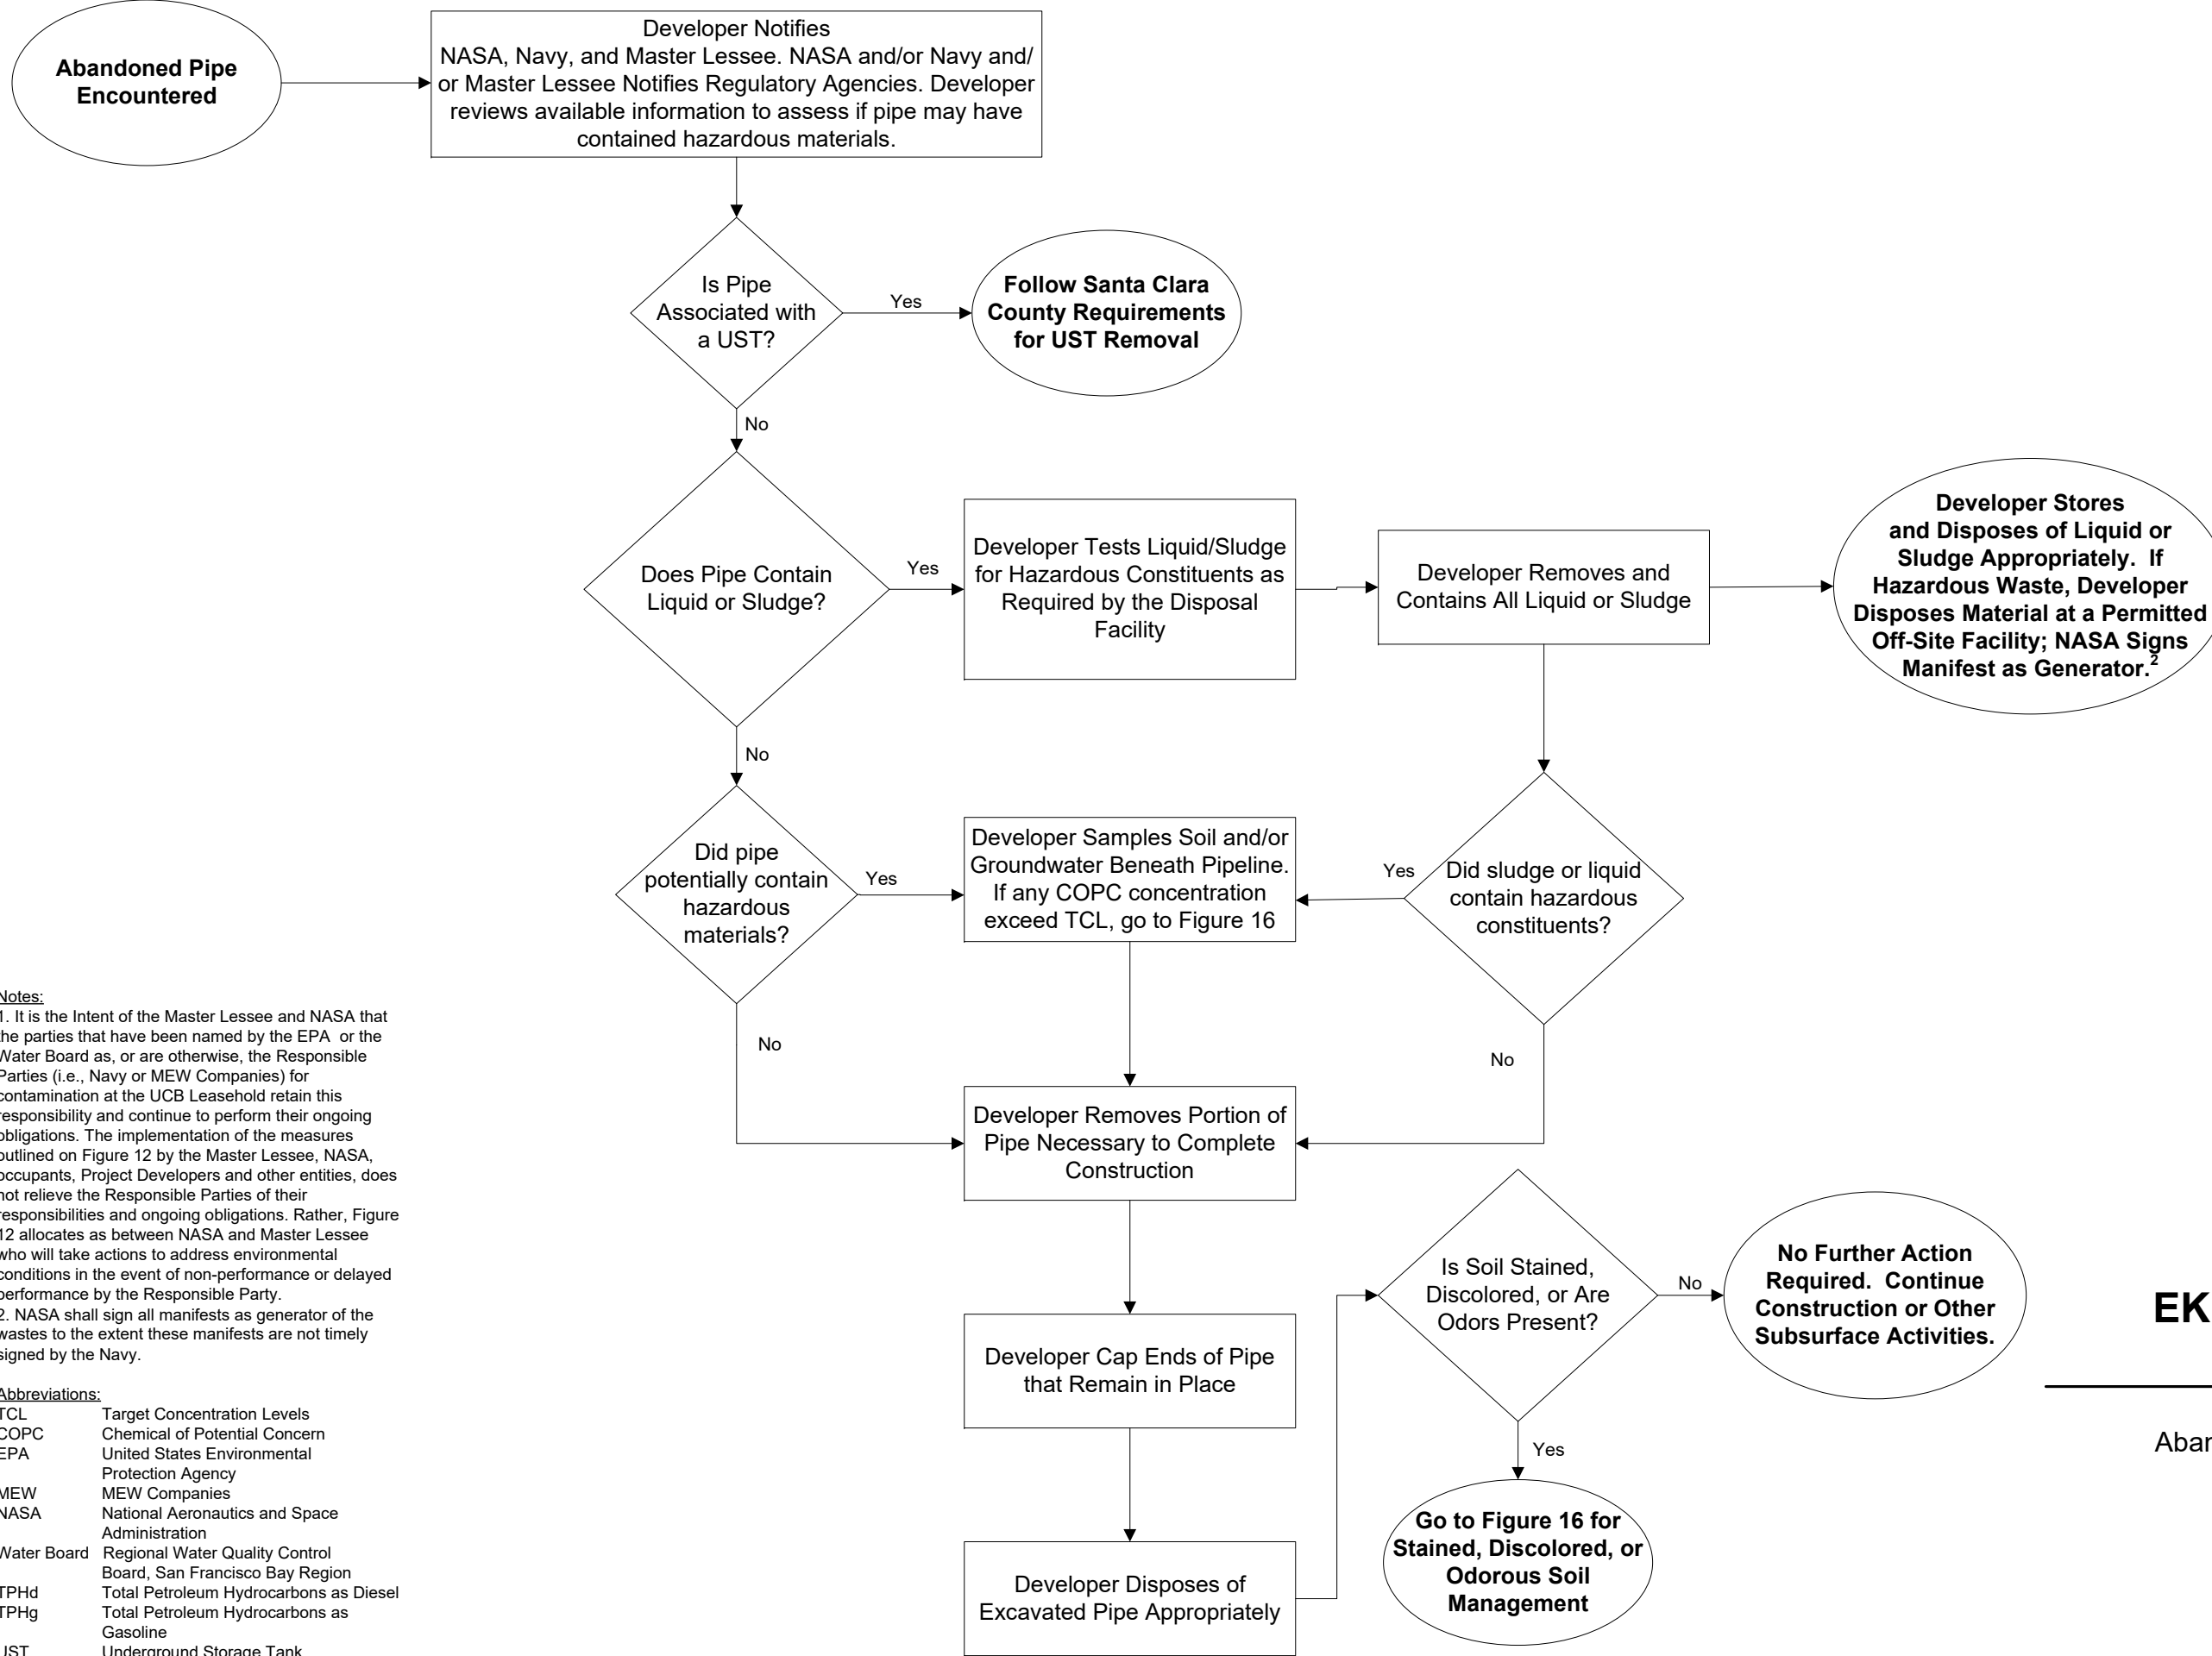 Abandoned Pipe
Encountered
Developer Notifies
NASA, Navy, and Master Lessee. NASA and/or Navy and/
or Master Lessee Notifies Regulatory Agencies. Developer
reviews available information to assess if pipe may have
contained hazardous materials.
Is Pipe
Associated with
a UST?
Yes
Follow Santa Clara
County Requirements
for UST Removal
No
Does Pipe Contain
Liquid or Sludge?
Yes
Developer Tests Liquid/Sludge
for Hazardous Constituents as
Required by the Disposal
Facility
Developer Removes and
Contains All Liquid or Sludge
Developer Stores
and Disposes of Liquid or
Sludge Appropriately. If
Hazardous Waste, Developer
Disposes Material at a Permitted
Off-Site Facility; NASA Signs
Manifest as Generator.2
No
Did pipe
potentially contain
hazardous
materials?
Yes
Developer Samples Soil and/or
Groundwater Beneath Pipeline.
If any COPC concentration
exceed TCL, go to Figure 16
Yes
Did sludge or liquid
contain hazardous
constituents?
No
No
Developer Removes Portion of
Pipe Necessary to Complete
Construction
Developer Cap Ends of Pipe
that Remain in Place
Developer Disposes of
Excavated Pipe Appropriately
Is Soil Stained,
Discolored, or Are
Odors Present?
No
No Further Action
Required. Continue
Construction or Other
Subsurface Activities.
Yes
Go to Figure 16 for
Stained, Discolored, or
Odorous Soil
Management
Notes:
1. It is the Intent of the Master Lessee and NASA that
the parties that have been named by the EPA or the
Water Board as, or are otherwise, the Responsible
Parties (i.e., Navy or MEW Companies) for
contamination at the UCB Leasehold retain this
responsibility and continue to perform their ongoing
obligations. The implementation of the measures
outlined on Figure 12 by the Master Lessee, NASA,
occupants, Project Developers and other entities, does
not relieve the Responsible Parties of their
responsibilities and ongoing obligations. Rather, Figure
12 allocates as between NASA and Master Lessee
who will take actions to address environmental
conditions in the event of non-performance or delayed
performance by the Responsible Party.
2. NASA shall sign all manifests as generator of the
wastes to the extent these manifests are not timely
signed by the Navy.
Abbreviations:
TCL Target Concentration Levels
COPC Chemical of Potential Concern
EPA United States Environmental
Protection Agency
MEW MEW Companies
NASA National Aeronautics and Space
Administration
Water Board Regional Water Quality Control
Board, San Francisco Bay Region
TPHd Total Petroleum Hydrocarbons as Diesel
TPHg Total Petroleum Hydrocarbons as
Gasoline
UST Underground Storage Tank
EK
Aban